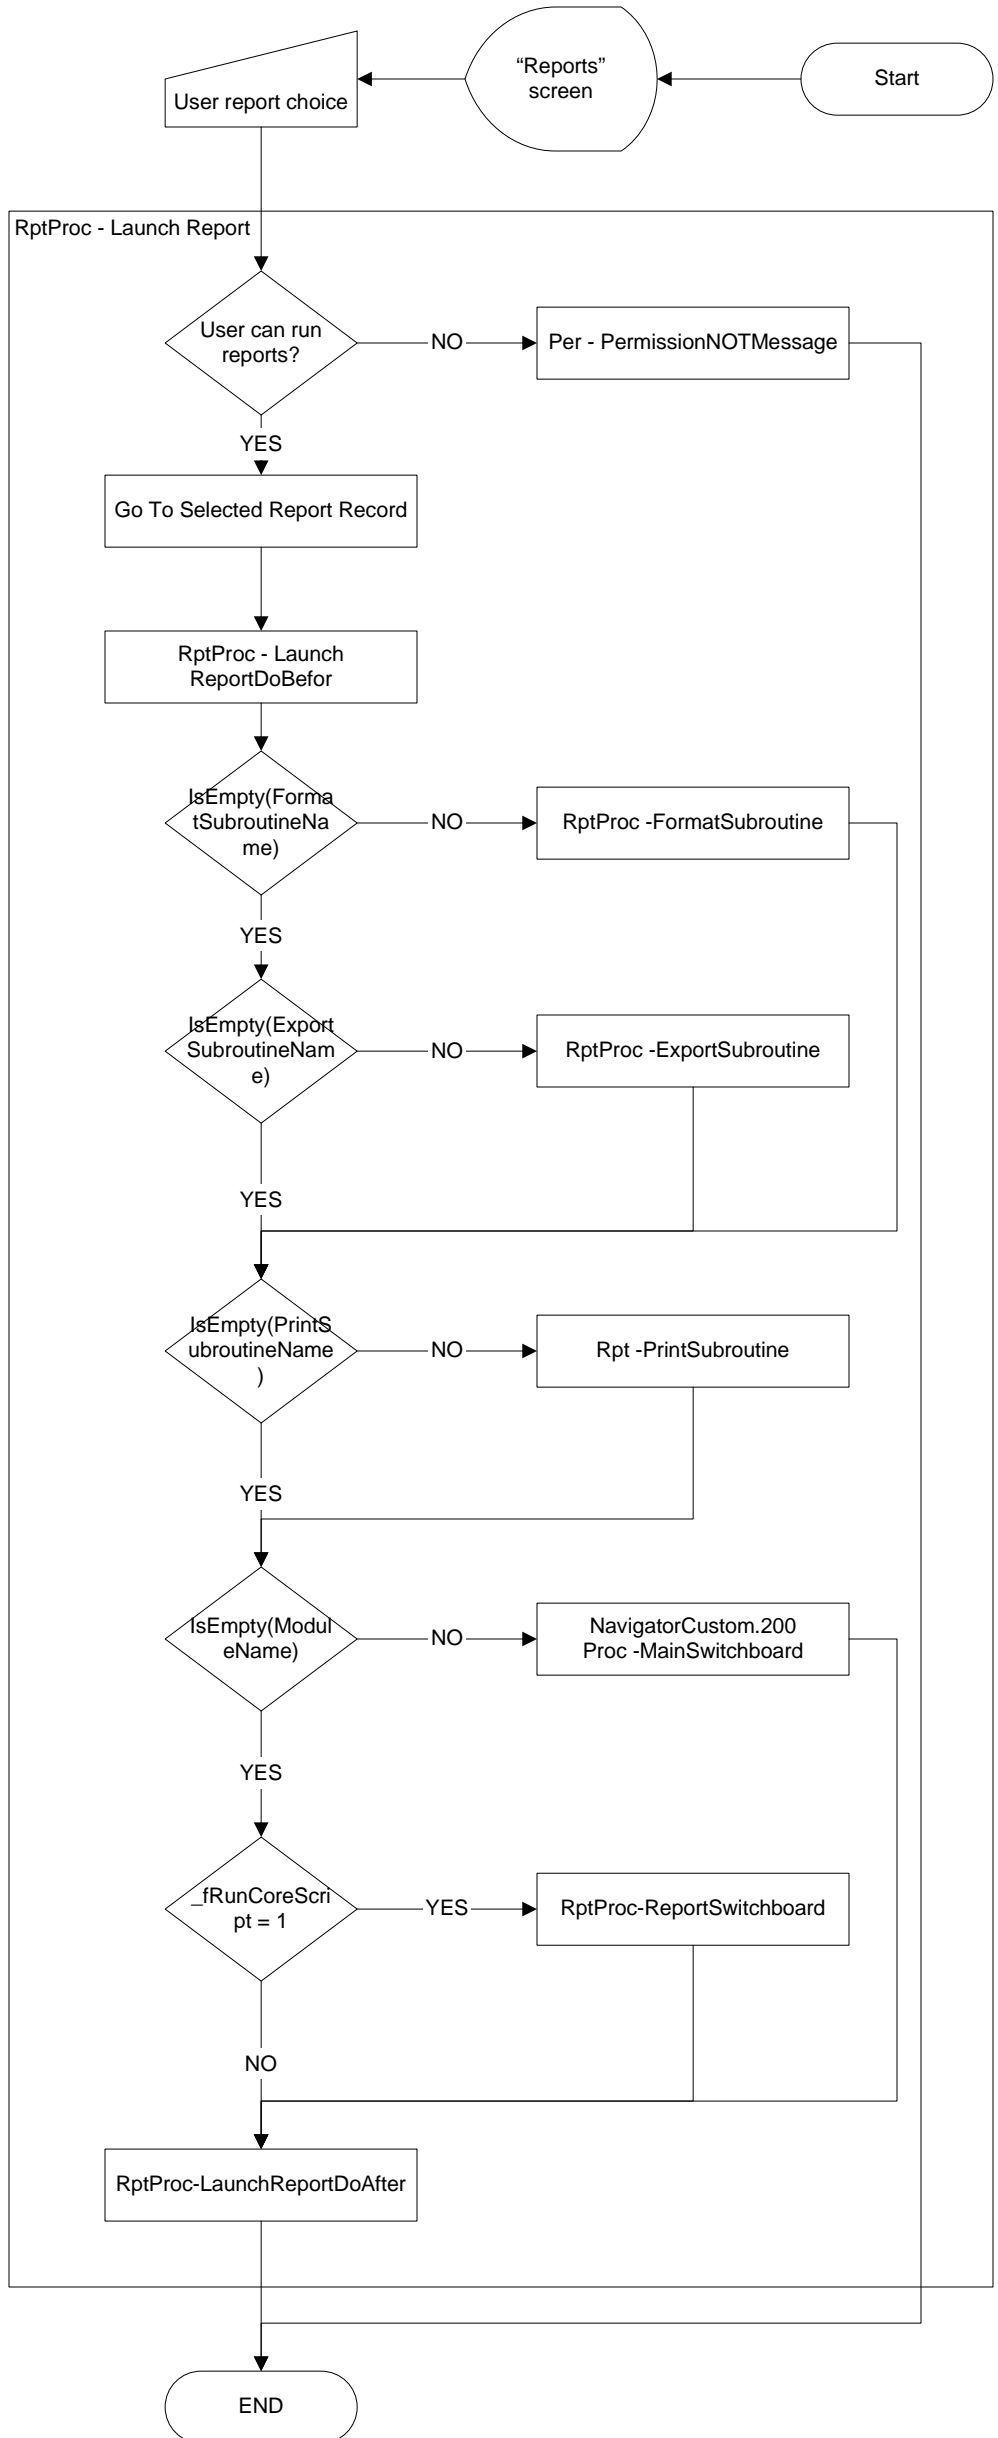 Start
“Reports”
screen
User report choice
RptProc - Launch Report
User can run
reports?
NO
Per - PermissionNOTMessage
YES
Go To Selected Report Record
RptProc - Launch
ReportDoBefor
IsEmpty(Forma
tSubroutineNa
me)
NO
RptProc -FormatSubroutine
YES
IsEmpty(Export
SubroutineNam
e)
NO
RptProc -ExportSubroutine
YES
IsEmpty(PrintS
ubroutineName
)
NO
Rpt -PrintSubroutine
YES
IsEmpty(Modul
eName)
NO
NavigatorCustom.200
Proc -MainSwitchboard
YES
_fRunCoreScri
pt = 1
YES
RptProc-ReportSwitchboard
NO
RptProc-LaunchReportDoAfter
END